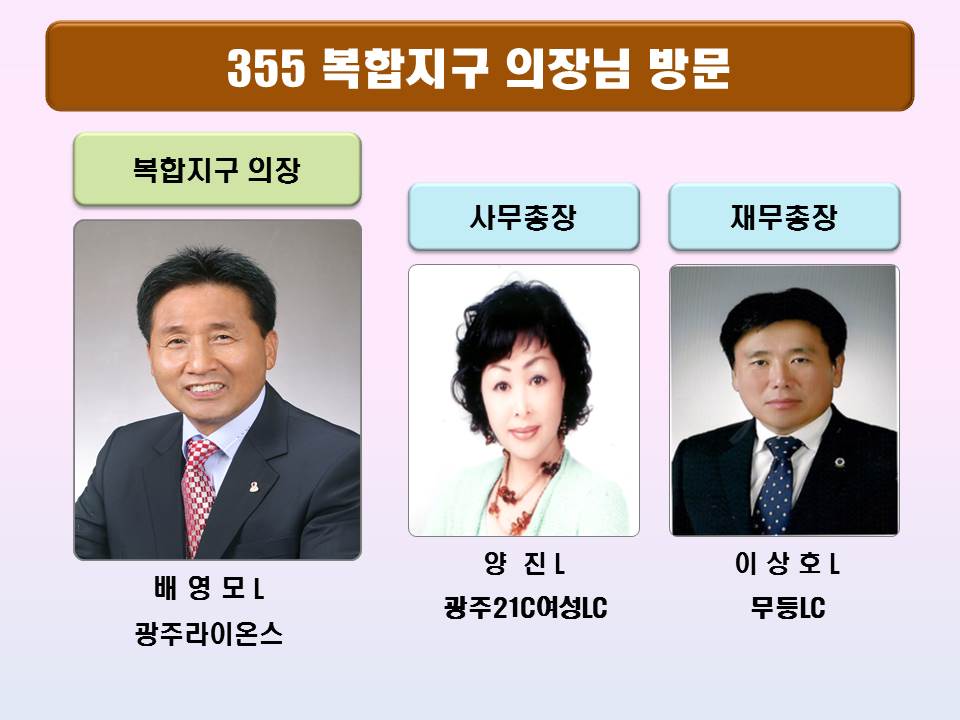 355 복합지구 의장님 방문
복합지구 의장
사무총장
재무총장
배 영 모 L
광주라이온스
양 진 L
광주21C여성LC
이 상 호 L
무등LC